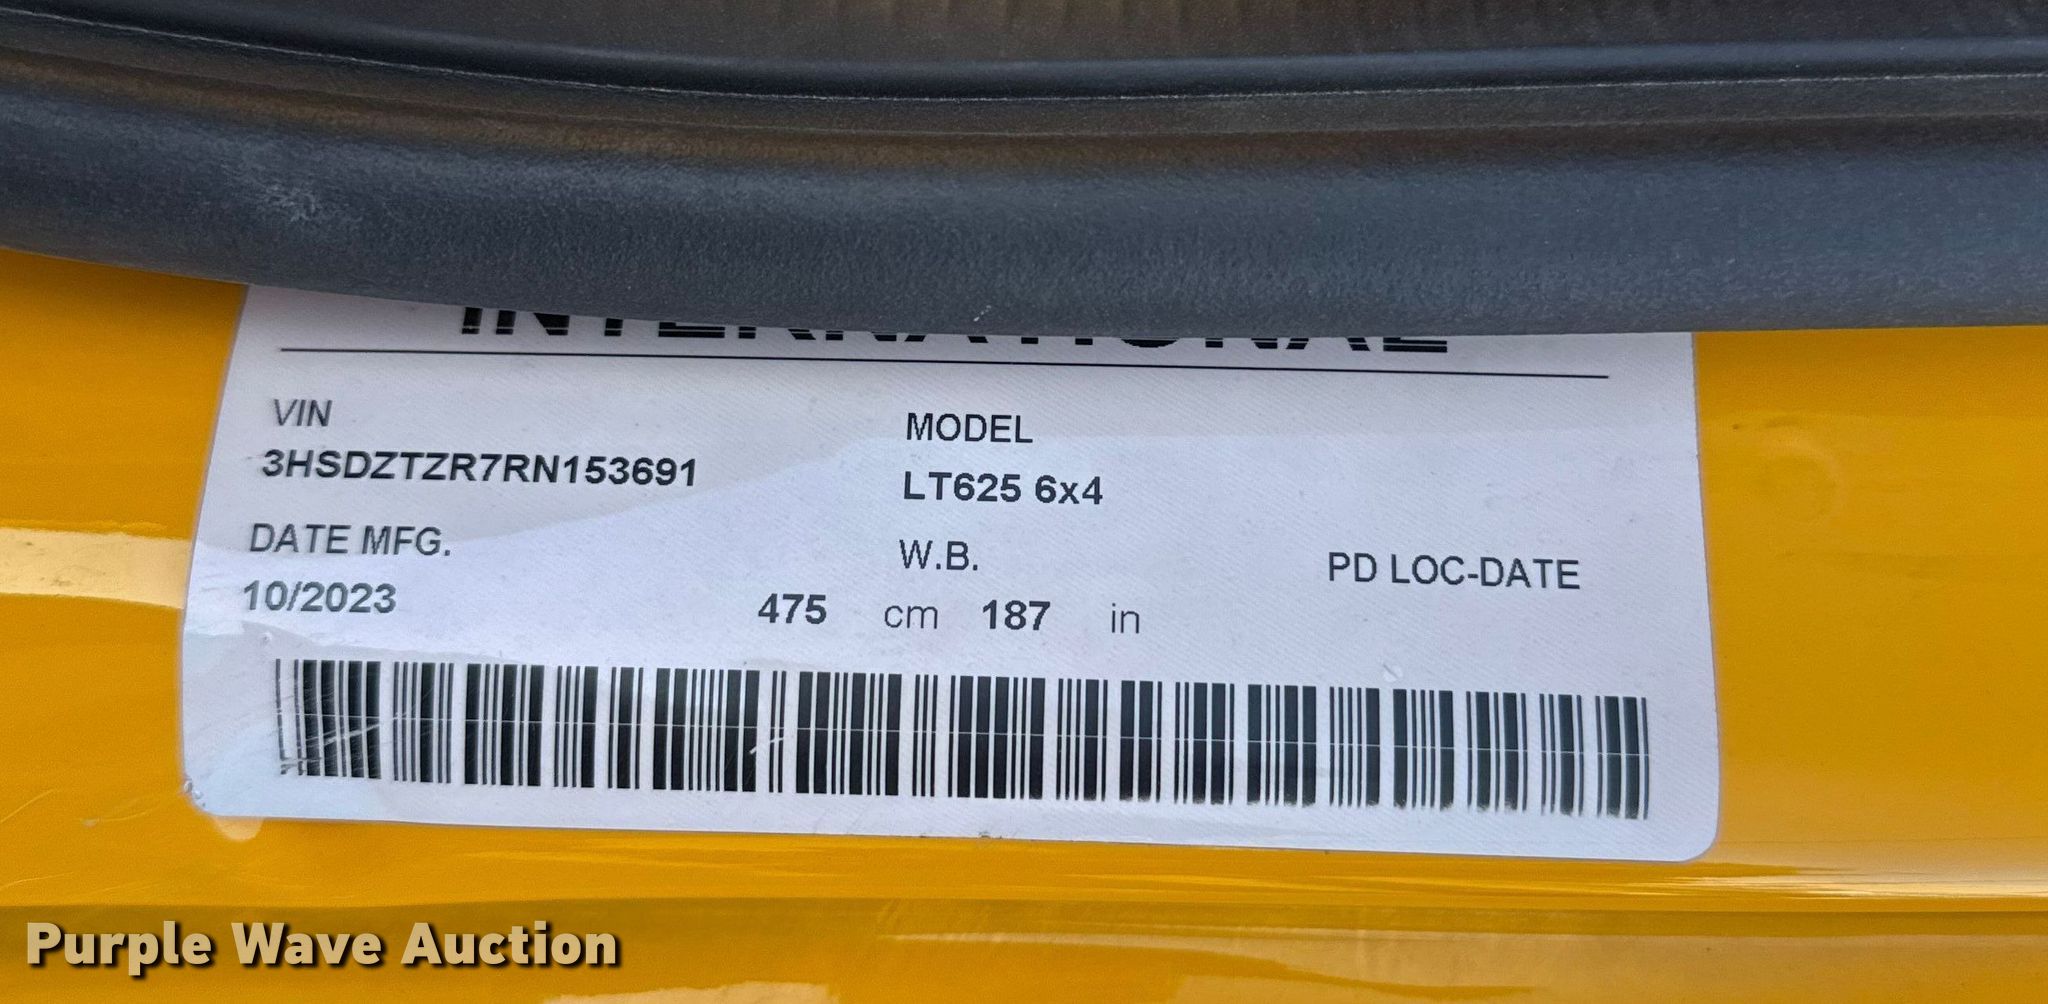 INTERNATIONAL
VIN
3HSDZTZR7RN153691
MODEL
LT625 6x4
DATE MFG.
10/2023
W.B.
475 cm 187 in
PD LOC-DATE
Purple Wave Auction